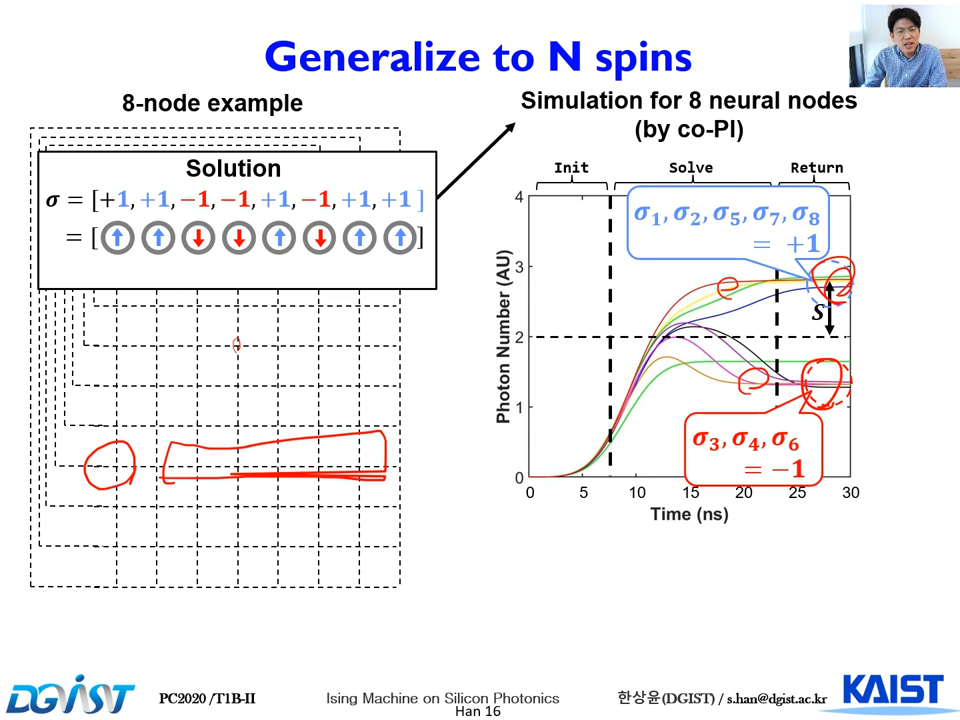 Generalize to N spins
8-node example
Simulation for 8 neural nodes
(by co-PI)
Solution
σ = [+1, +1, −1, −1, +1, −1, +1, +1 ]
= [ ↑ ↑ ↓ ↓ ↑ ↓ ↑ ↑ ]
Init Solve Return
σ₁, σ₂, σ₅, σ₇, σ₈
= +1
S
σ₃, σ₄, σ₆
= −1
Photon Number (AU)
4
3
2
1
0
0 5 10 15 20 25 30
Time (ns)
DGIST
PC2020 /T1B-II
Ising Machine on Silicon Photonics
Han 16
한상윤(DGIST) / s.han@dgist.ac.kr
KAIST